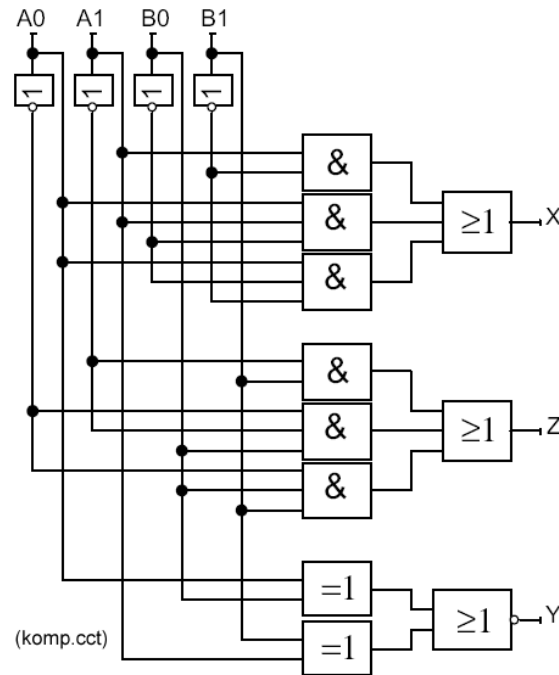 A0 A1 B0 B1
1 1 1 1
&
& ≥1 X
&
&
& ≥1 Z
&
=1
≥1 Y
(komp.cct) =1